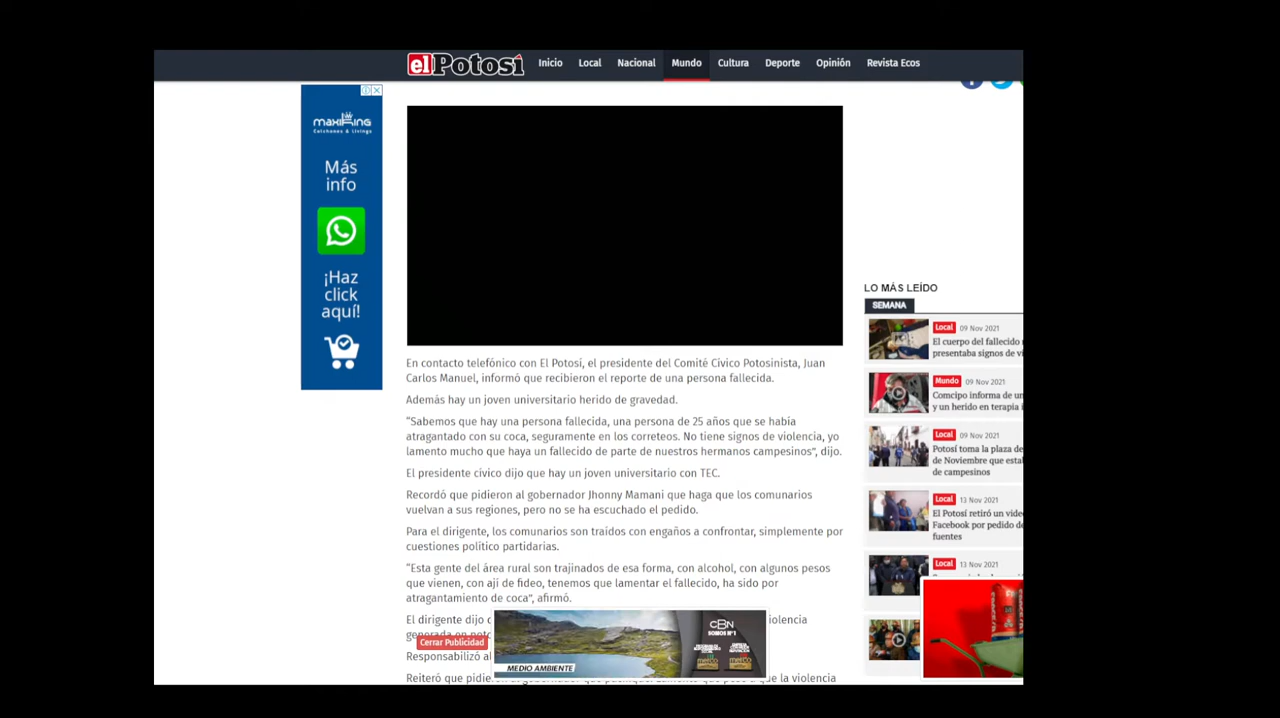 el Potosí Inicio Local Nacional Mundo Cultura Deporte Opinión Revista Ecos
maxiking
Colchones & Livings
Más
info
¡Haz
click
aquí!
En contacto telefónico con El Potosí, el presidente del Comité Cívico Potosinista, Juan
Carlos Manuel, informó que recibieron el reporte de una persona fallecida.
Además hay un joven universitario herido de gravedad.
“Sabemos que hay una persona fallecida, una persona de 25 años que se había
atragantado con su coca, seguramente en los correteos. No tiene signos de violencia, yo
lamento mucho que haya un fallecido de parte de nuestros hermanos campesinos”, dijo.
El presidente cívico dijo que hay un joven universitario con TEC.
Recordó que pidieron al gobernador Jhonny Mamani que haga que los comunarios
vuelvan a sus regiones, pero no se ha escuchado el pedido.
Para el dirigente, los comunarios son traídos con engaños a confrontar, simplemente por
cuestiones político partidarias.
“Esta gente del área rural son trajinados de esa forma, con alcohol, con algunos pesos
que vienen, con ají de fideo, tenemos que lamentar el fallecido, ha sido por
atragantamiento de coca”, afirmó.
El dirigente dijo
violencia
Responsabilizó
Reiteró que
la violencia
Cerrar Publicidad
MEDIO AMBIENTE
CBN
SOMOS Nº1
merco merco
LO MÁS LEÍDO
SEMANA
Local 09 Nov 2021
El cuerpo del fallecido
presentaba signos de
Mundo 09 Nov 2021
Comcipo informa de
y un herido en terapia
Local 09 Nov 2021
Potosí toma la plaza
de Noviembre que
de campesinos
Local 13 Nov 2021
El Potosí retiró un
Facebook por pedido
fuentes
Local 13 Nov 2021